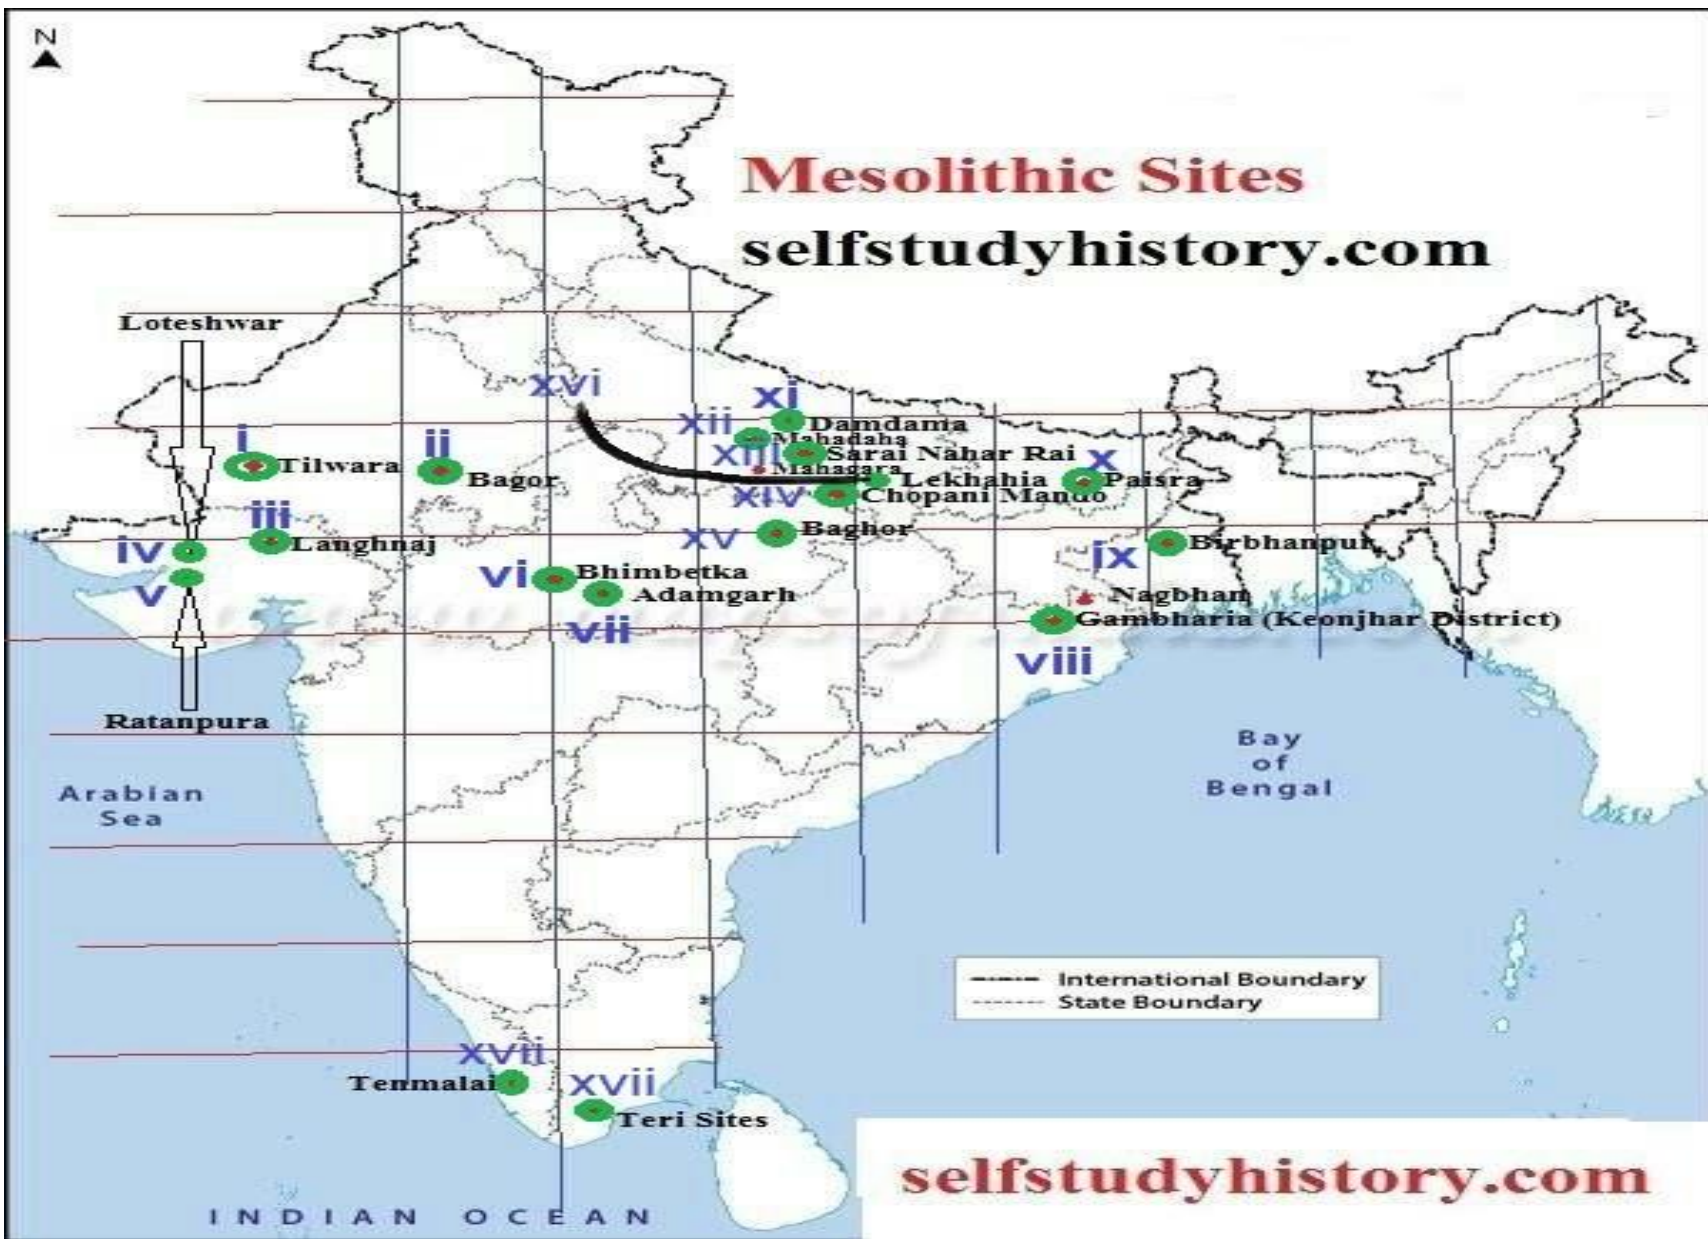 N
Mesolithic Sites
selfstudyhistory.com
Loteshwar
xvi
xi
xii
Damdama
Mahadaha
i
ii
xiii
Sarai Nahar Rai
Tilwara
Mahagara
x
Bagor
Lekhahia
Paisra
xiv
Chopani Mando
iii
xv
Baghor
iv
Langhnaj
ix
Birbhanpur
vi
Bhimbetka
v
Adamgarh
Nagbhan
vii
Gambharia (Keonjhar District)
viii
Ratanpura
Bay
of
Bengal
Arabian
Sea
International Boundary
State Boundary
xvii
Tenmalai
xvii
Teri Sites
selfstudyhistory.com
INDIAN OCEAN